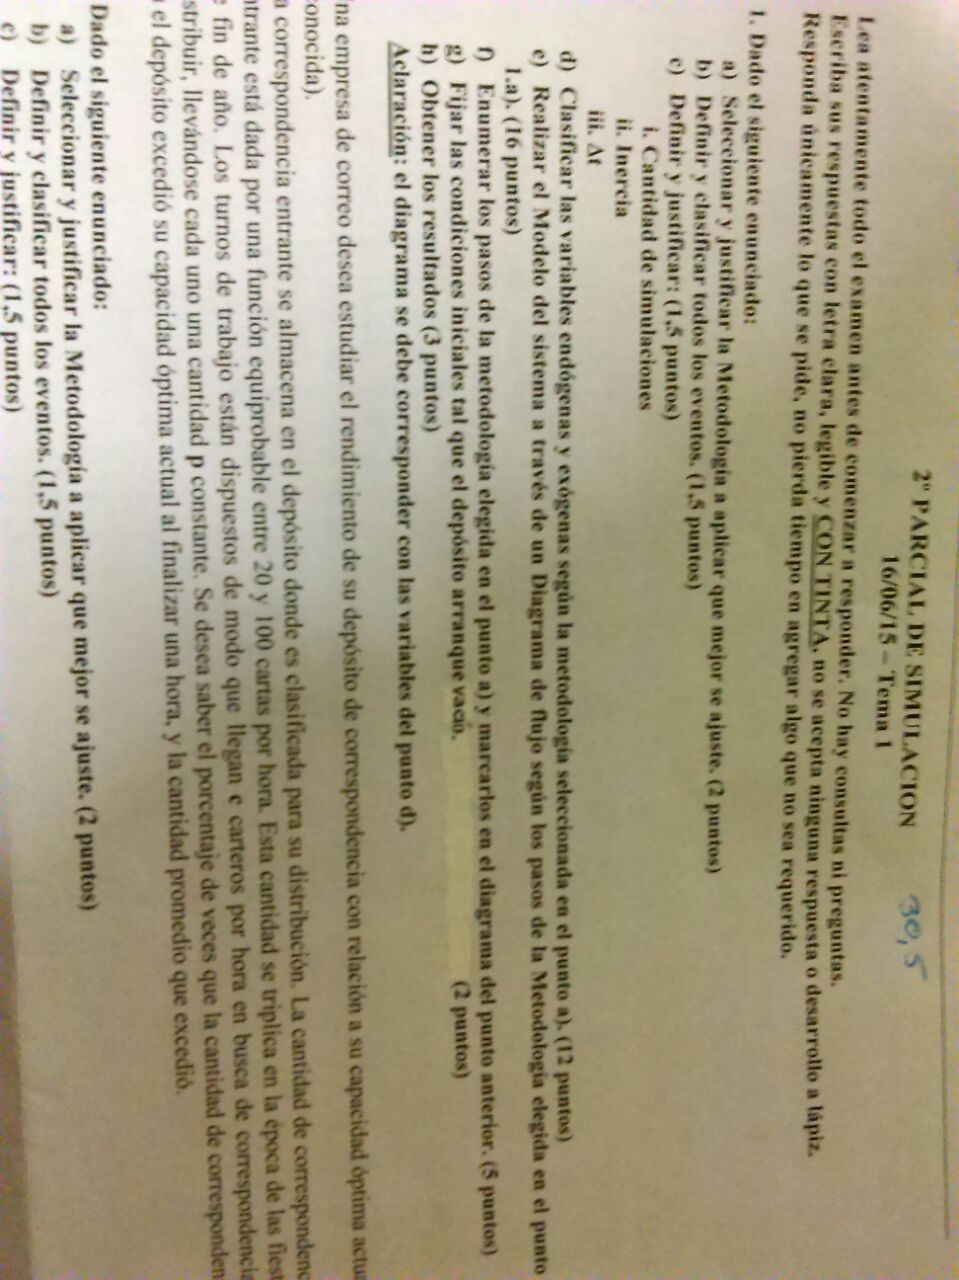 2º PARCIAL DE SIMULACION 30,5
16/06/15 – Tema 1
Lea atentamente todo el examen antes de comenzar a responder. No hay consultas ni preguntas.
Escriba sus respuestas con letra clara, legible y CON TINTA, no se acepta ninguna respuesta o desarrollo a lápiz.
Responda únicamente lo que se pide, no pierda tiempo en agregar algo que no sea requerido.
1. Dado el siguiente enunciado:
a) Seleccionar y justificar la Metodología a aplicar que mejor se ajuste. (2 puntos)
b) Definir y clasificar todos los eventos. (1,5 puntos)
c) Definir y justificar: (1,5 puntos)
i. Cantidad de simulaciones
ii. Inercia
iii. Δt
d) Clasificar las variables endógenas y exógenas según la metodología seleccionada en el punto a). (12 puntos)
e) Realizar el Modelo del sistema a través de un Diagrama de flujo según los pasos de la Metodología elegida en el punto
1.a). (16 puntos)
f) Enumerar los pasos de la metodología elegida en el punto a) y marcarlos en el diagrama del punto anterior. (5 puntos)
g) Fijar las condiciones iniciales tal que el depósito arranque vacío. (2 puntos)
h) Obtener los resultados (3 puntos)
Aclaración: el diagrama se debe corresponder con las variables del punto d).
na empresa de correo desea estudiar el rendimiento de su depósito de correspondencia con relación a su capacidad óptima actu
conocida).
a correspondencia entrante se almacena en el depósito donde es clasificada para su distribución. La cantidad de correspondenc
ntrante está dada por una función equiprobable entre 20 y 100 cartas por hora. Esta cantidad se triplica en la época de las fiest
e fin de año. Los turnos de trabajo están dispuestos de modo que llegan c carteros por hora en busca de correspondencia
stribuir, llevándose cada uno una cantidad p constante. Se desea saber el porcentaje de veces que la cantidad de corresponden
el depósito excedió su capacidad óptima actual al finalizar una hora, y la cantidad promedio que excedió.
Dado el siguiente enunciado:
a) Seleccionar y justificar la Metodología a aplicar que mejor se ajuste. (2 puntos)
b) Definir y clasificar todos los eventos. (1,5 puntos)
c) Definir y justificar: (1,5 puntos)